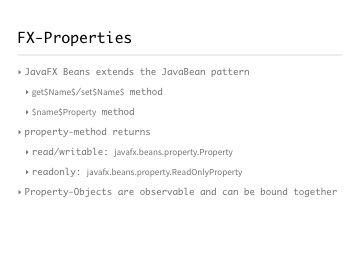 FX-Properties
‣ JavaFX Beans extends the JavaBean pattern
‣ get$Name$/set$Name$ method
‣ $name$Property method
‣ property-method returns
‣ read/writable: javafx.beans.property.Property
‣ readonly: javafx.beans.property.ReadOnlyProperty
‣ Property-Objects are observable and can be bound together